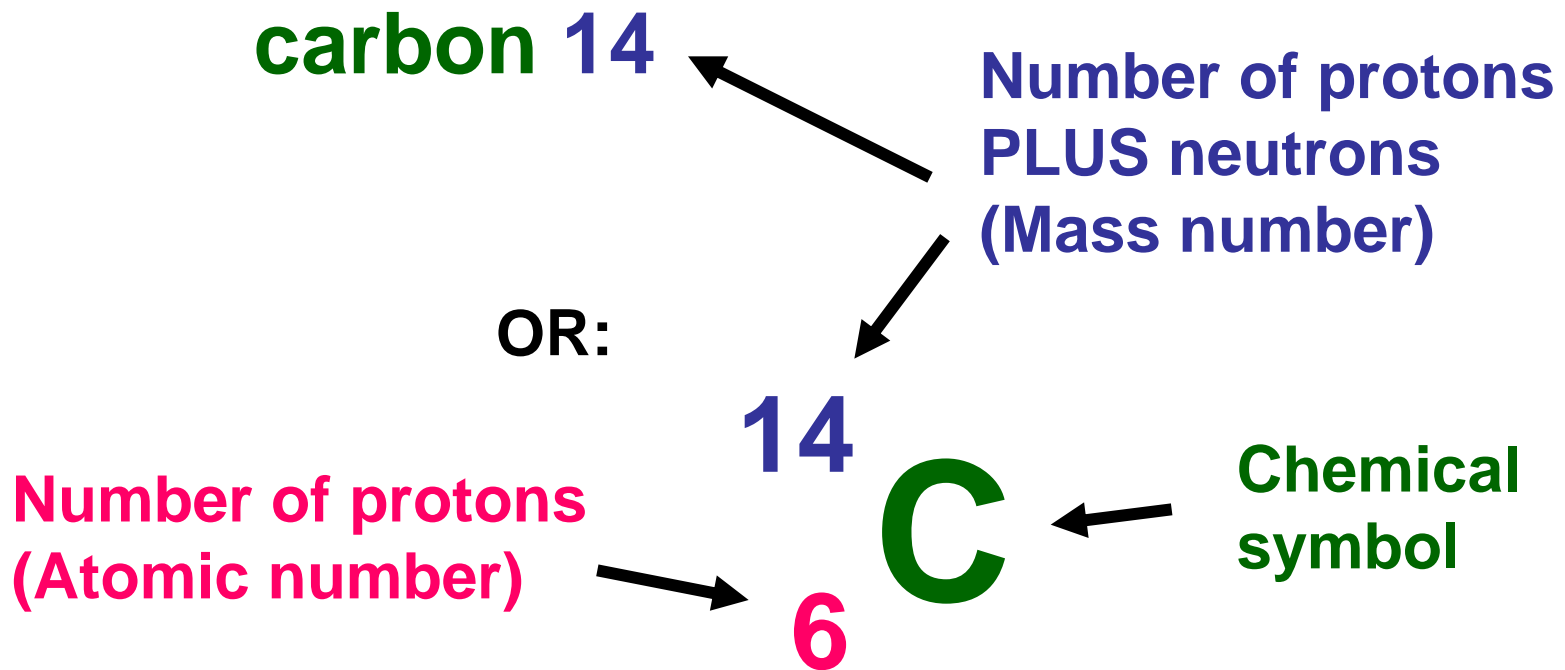 carbon 14
Number of protons
PLUS neutrons
(Mass number)
OR:
14
C
6
Number of protons
(Atomic number)
Chemical
symbol